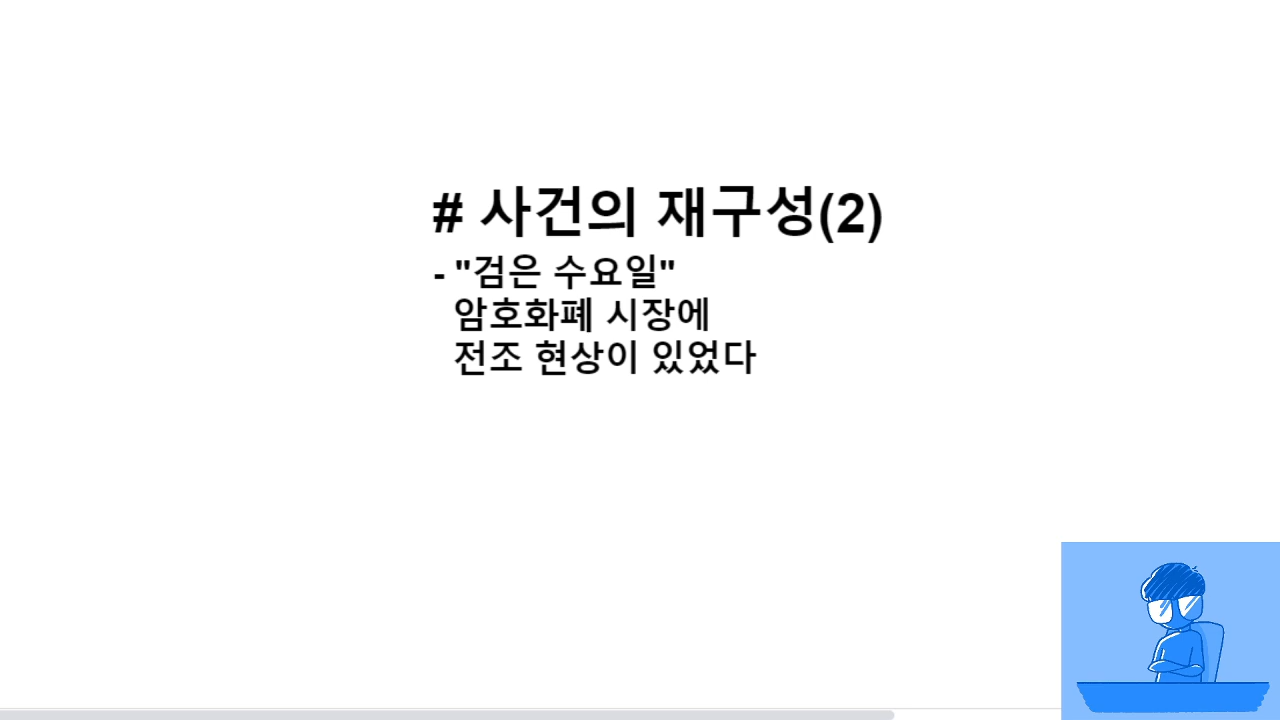 # 사건의 재구성(2)
- "검은 수요일"
암호화폐 시장에
전조 현상이 있었다